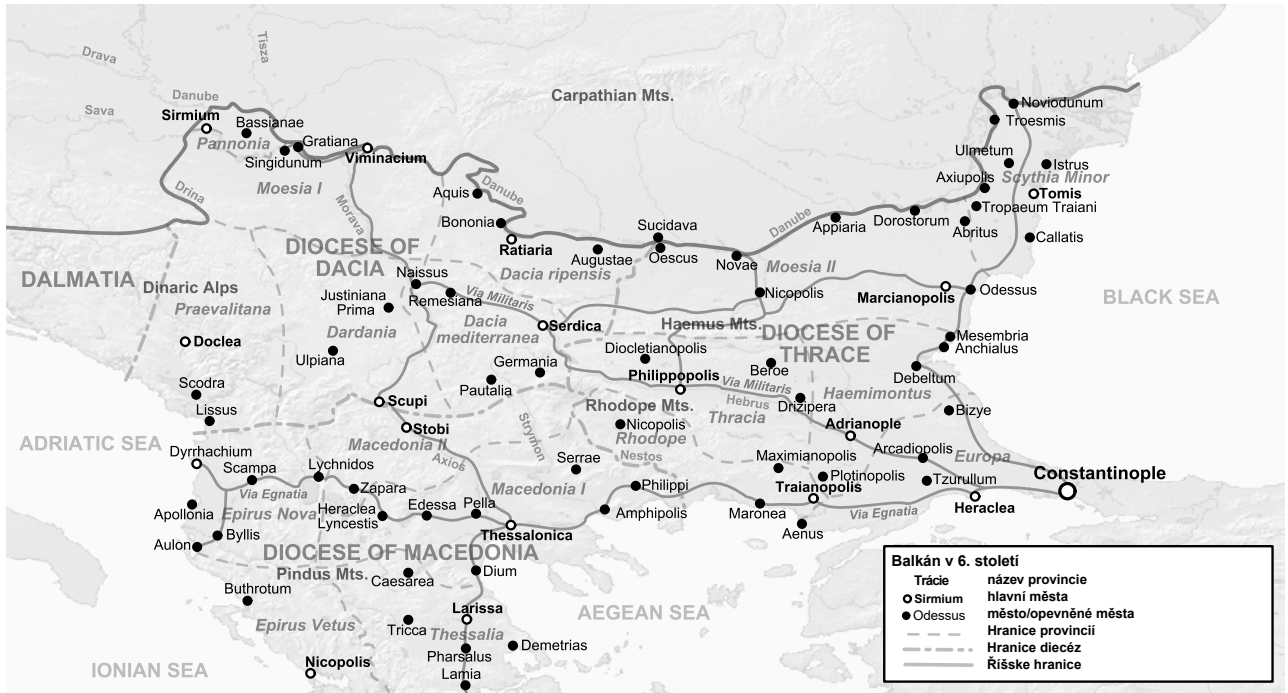 Tisza
Drava
Carpathian Mts.
Danube
Sava
Sirmium
Bassianae
Noviodunum
Troesmis
Pannonia
Gratiana
Singidunum
Viminacium
Ulmetum
Istrus
Moesia I
Scythia Minor
Axiupolis
Drina
Aquis
Danube
Tomis
Morava
Tropaeum Traiani
Bononia
Sucidava
Danube
Appiaria
Dorostorum
Abritus
DIOCESE OF
DACIA
Ratiaria
Augustae
Oescus
Novae
Callatis
DALMATIA
Dinaric Alps
Naissus
Dacia ripensis
Moesia II
Praevalitana
Justiniana
Prima
Remesiana
Via Militaris
Nicopolis
Marcianopolis
Odessus
BLACK SEA
Dardania
Dacia
mediterranea
Serdica
Haemus Mts.
DIOCESE OF
THRACE
Doclea
Mesembria
Anchialus
Ulpiana
Germania
Diocletianopolis
Beroe
Scodra
Pautalia
Philippopolis
Via Militaris
Debeltum
Haemimontus
Lissus
Scupi
Rhodope Mts.
Hebrus
Drizipera
Bizye
Thracia
ADRIATIC SEA
Stobi
Strymon
Nicopolis
Adrianople
Macedonia II
Rhodope
Dyrrhachium
Axios
Nestos
Arcadiopolis
Europa
Scampa
Lychnidos
Serrae
Maximianopolis
Constantinople
Via Egnatia
Zapara
Macedonia I
Philippi
Plotinopolis
Traianopolis
Tzurullum
Apollonia
Epirus Nova
Heraclea
Lyncestis
Edessa
Pella
Amphipolis
Maronea
Via Egnatia
Heraclea
Byllis
Thessalonica
Aenus
Aulon
DIOCESE OF MACEDONIA
Pindus Mts.
Caesarea
Dium
Buthrotum
Larissa
AEGEAN SEA
Epirus Vetus
Tricca
Thessalia
Demetrias
Pharsalus
Nicopolis
Lamia
IONIAN SEA
Balkán v 6. století
Trácie název provincie
Sirmium hlavní města
Odessus město/opevněné města
Hranice provincií
Hranice diecéz
Říšske hranice